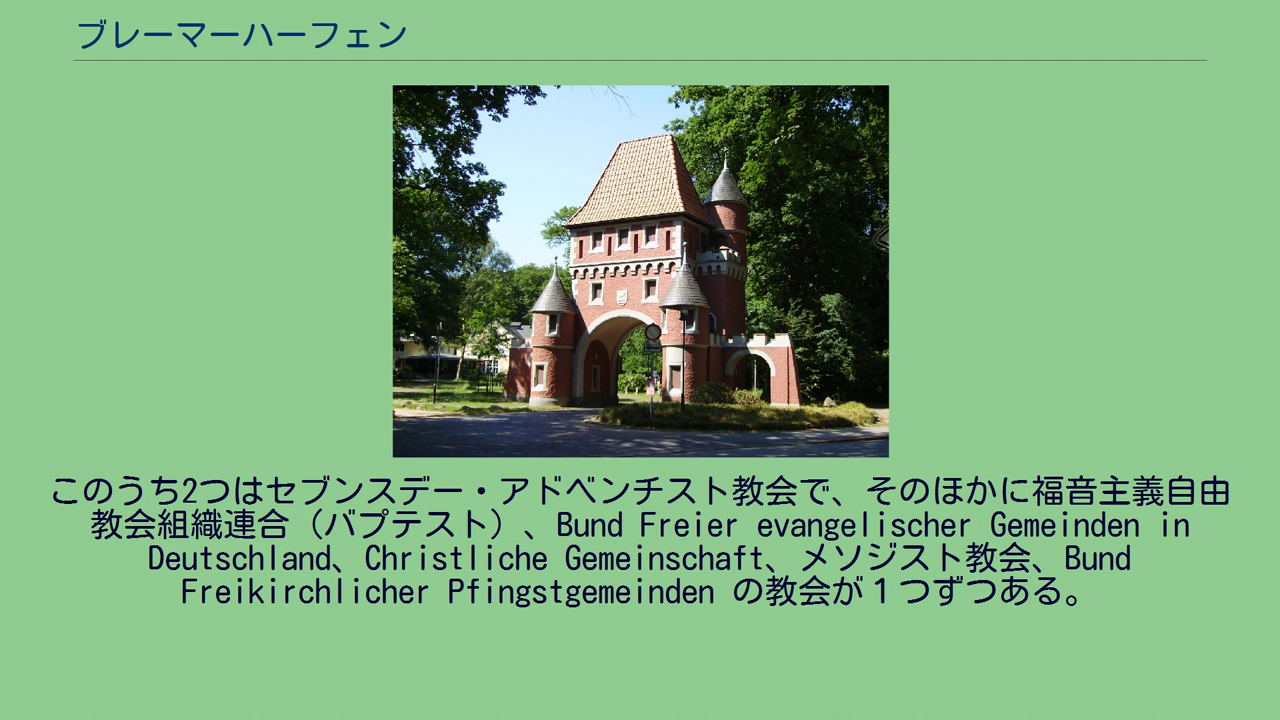 ブレーマーハーフェン
このうち2つはセブンスデー・アドベンチスト教会で、そのほかに福音主義自由
教会組織連合（バプテスト）、Bund Freier evangelischer Gemeinden in
Deutschland、Christliche Gemeinschaft、メソジスト教会、Bund
Freikirchlicher Pfingstgemeinden の教会が１つずつある。